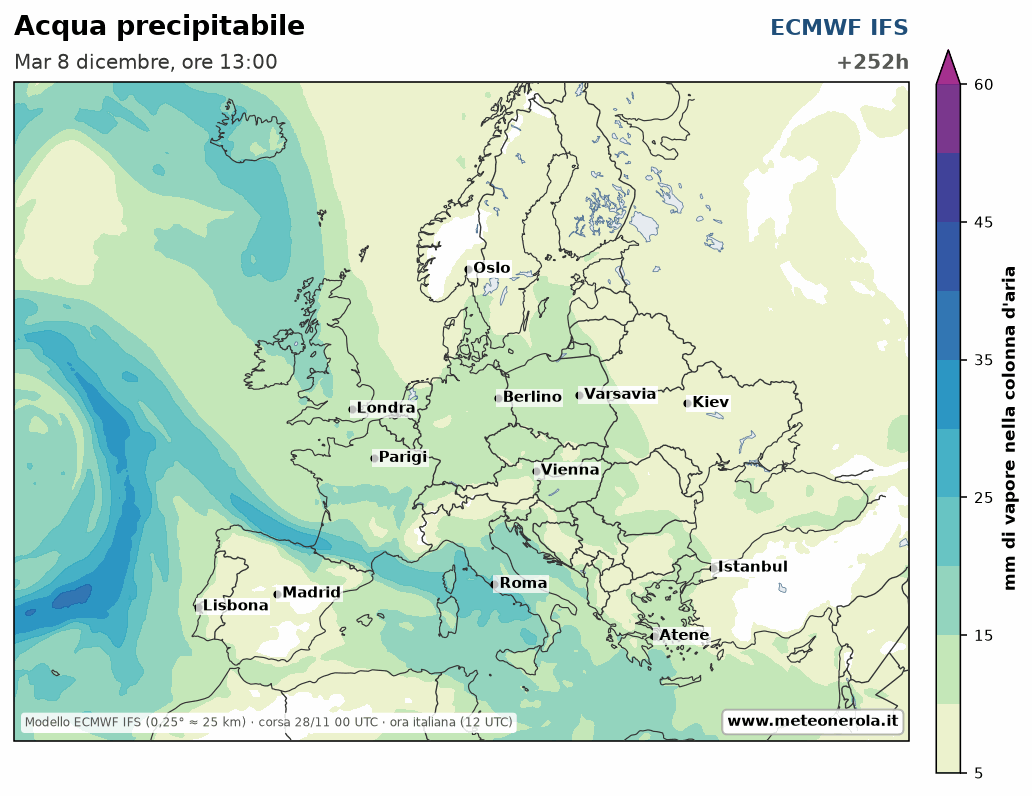 Acqua precipitabile
ECMWF IFS
Mar 8 dicembre, ore 13:00
+252h
60
45
35
25
15
5
mm di vapore nella colonna d'aria
Oslo
Londra
Berlino
Varsavia
Kiev
Parigi
Vienna
Istanbul
Roma
Madrid
Lisbona
Atene
Modello ECMWF IFS (0,25° ≈ 25 km) · corsa 28/11 00 UTC · ora italiana (12 UTC)
www.meteonerola.it